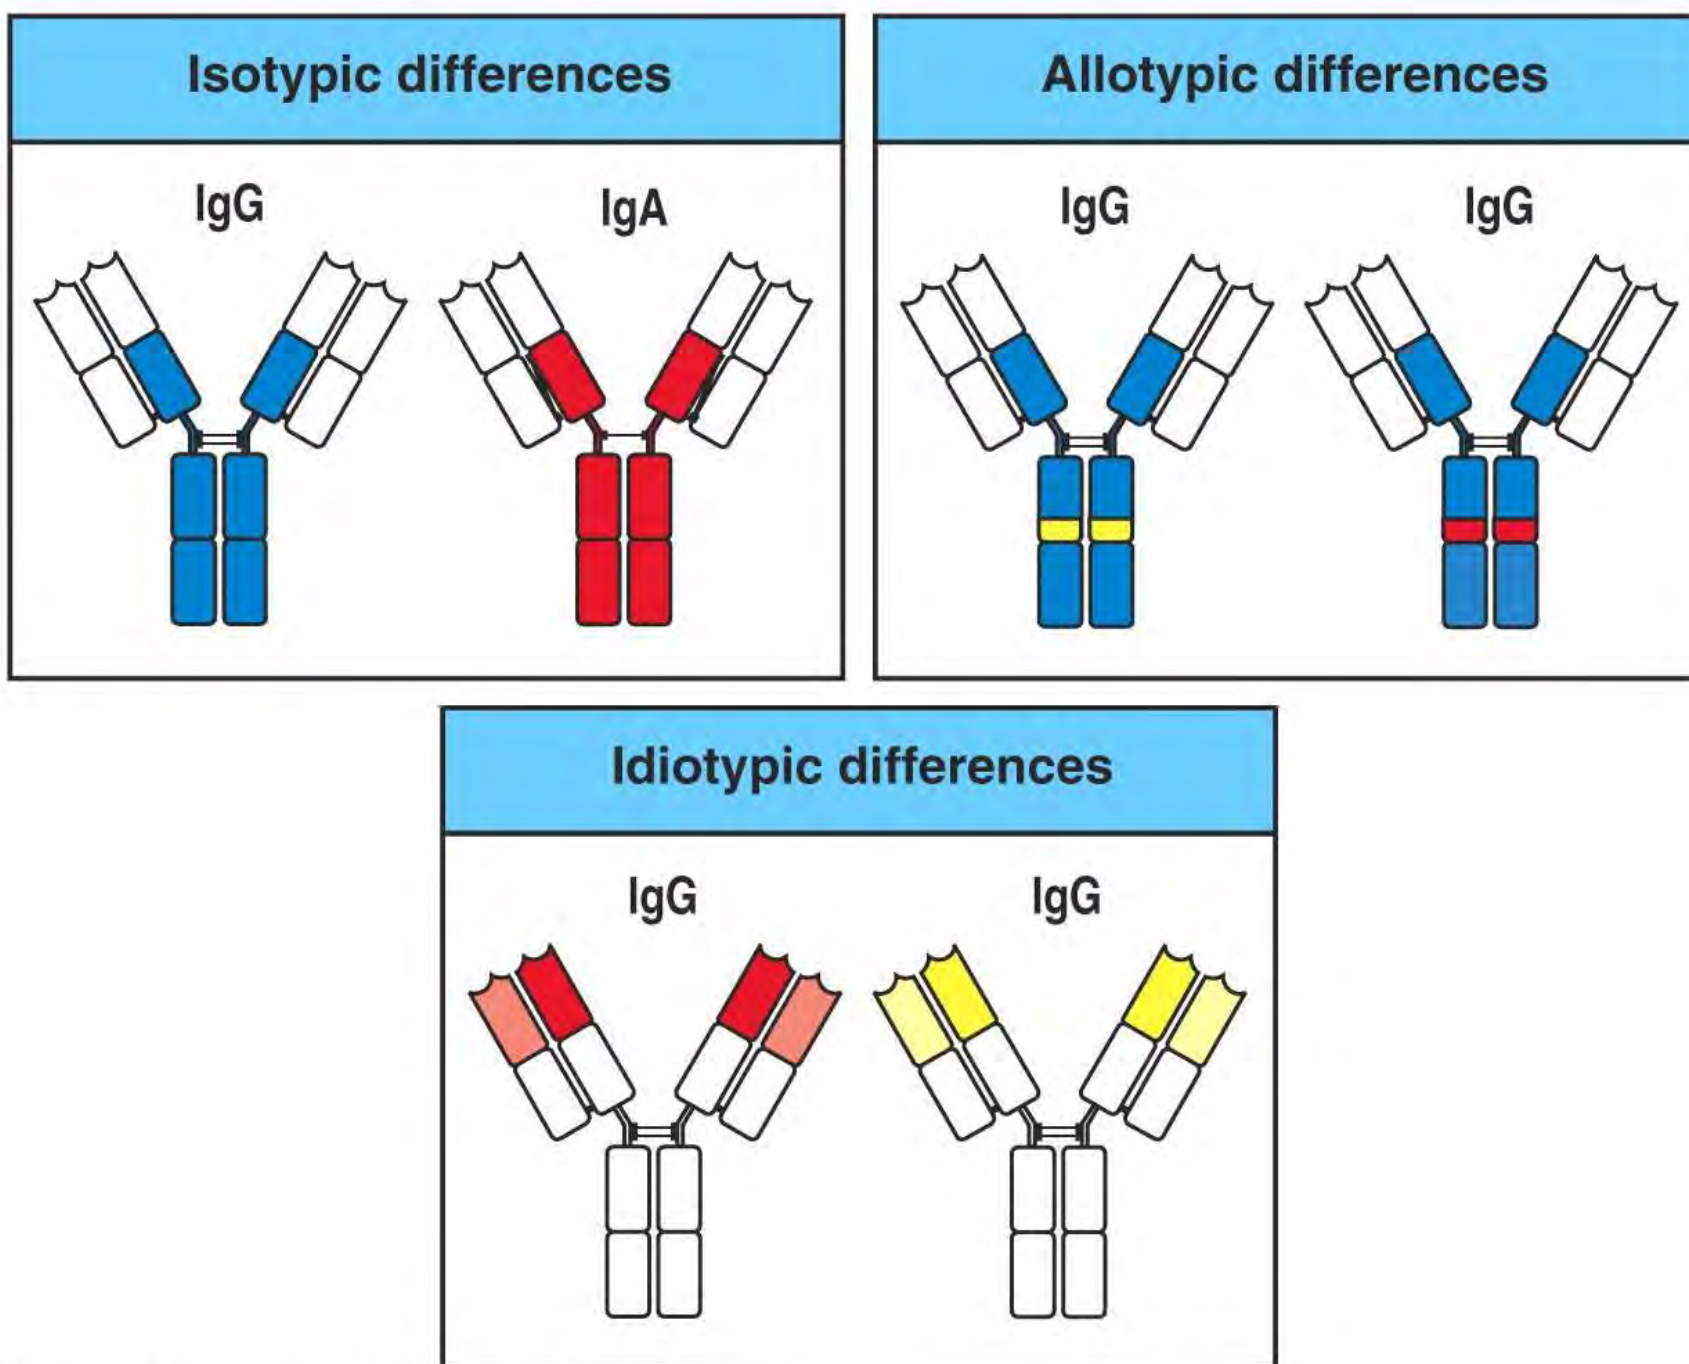 Isotypic differences
Allotypic differences
IgG
IgA
IgG
IgG
Idiotypic differences
IgG
IgG